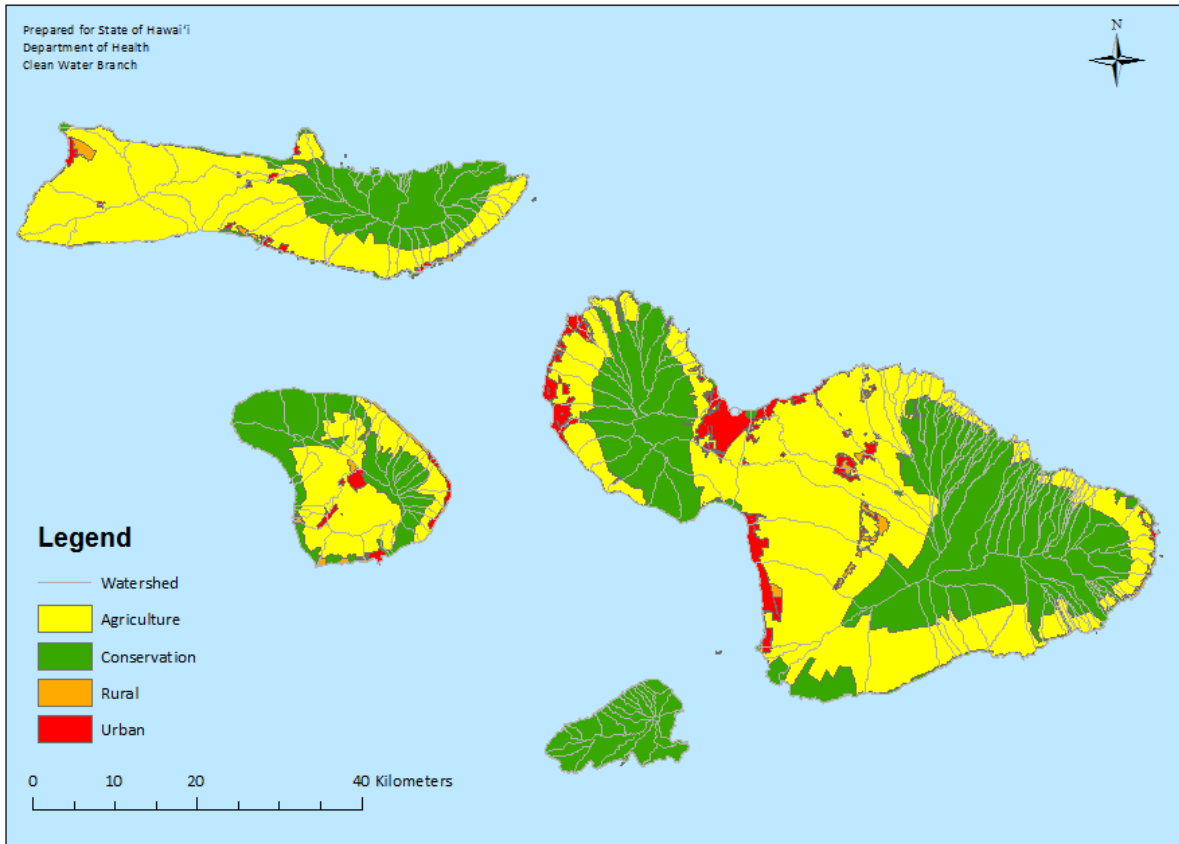 Prepared for State of Hawaiʻi
Department of Health
Clean Water Branch
N
Legend
Watershed
Agriculture
Conservation
Rural
Urban
0 10 20 40 Kilometers